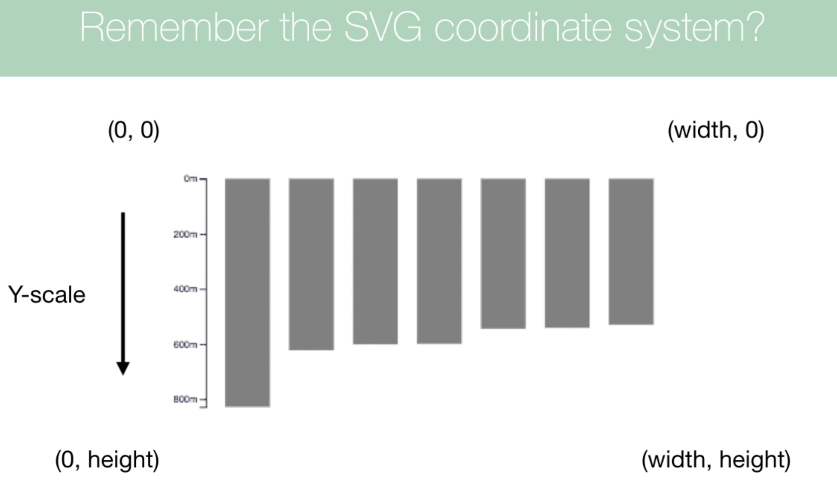 Remember the SVG coordinate system?
(0, 0)
(width, 0)
0m
200m
400m
600m
800m
Y-scale
(0, height)
(width, height)